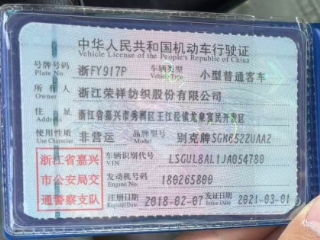 中华人民共和国机动车行驶证
Vehicle License of the People's Republic of China
号牌号码 浙FY917P 车辆类型 小型普通客车
Plate No. Vehicle Type
所有人 浙江荣祥纺织股份有限公司
Owner
住址 浙江省嘉兴市秀洲区王江泾镇
Address
使用性质 非营运 品牌型号 别克牌SGM6522UAA2
Use Character Model
浙江省嘉兴 车辆识别代号 LSGUL8AL1JA054780
VIN
市公安局交 发动机号码 180265800
Engine No.
通警察支队 注册日期 2018-02-07 发证日期 2021-03-01
Register Date Issue Date